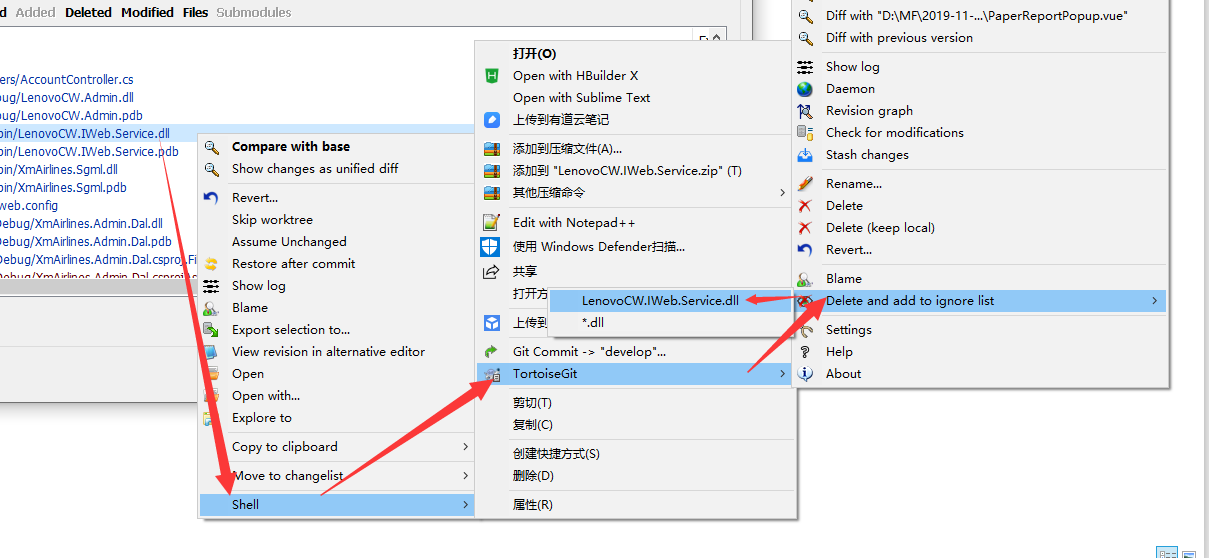 Added Deleted Modified Files Submodules
ers/AccountController.cs
bug/LenovoCW.Admin.dll
bug/LenovoCW.Admin.pdb
bin/LenovoCW.IWeb.Service.dll
bin/LenovoCW.IWeb.Service.pdb
bin/XmAirlines.Sgml.dll
bin/XmAirlines.Sgml.pdb
web.config
Debug/XmAirlines.Admin.Dal.dll
Debug/XmAirlines.Admin.Dal.pdb
Debug/XmAirlines.Admin.Dal.csproj.Fi
Compare with base
Show changes as unified diff
Revert...
Skip worktree
Assume Unchanged
Restore after commit
Show log
Blame
Export selection to...
View revision in alternative editor
Open
Open with...
Explore to
Copy to clipboard
Move to changelist
Shell
打开(O)
Open with HBuilder X
Open with Sublime Text
上传到有道云笔记
添加到压缩文件(A)...
添加到 "LenovoCW.IWeb.Service.zip" (T)
其他压缩命令
Edit with Notepad++
使用 Windows Defender扫描...
共享
打开方
上传到
Git Commit -> "develop"...
TortoiseGit
剪切(T)
复制(C)
创建快捷方式(S)
删除(D)
属性(R)
LenovoCW.IWeb.Service.dll
*.dll
Diff with "D:\MF\2019-11-...\PaperReportPopup.vue"
Diff with previous version
Show log
Daemon
Revision graph
Check for modifications
Stash changes
Rename...
Delete
Delete (keep local)
Revert...
Blame
Delete and add to ignore list
Settings
Help
About